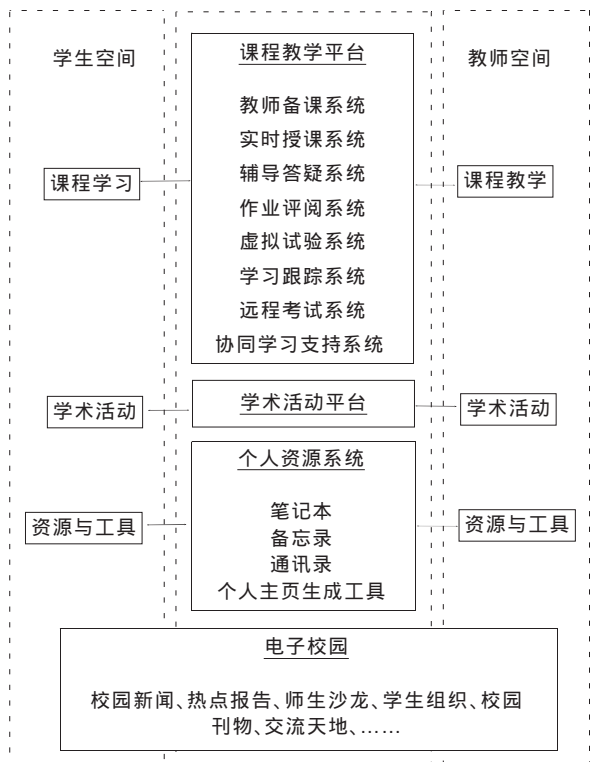 学生空间
课程教学平台
教师空间
教师备课系统
实时授课系统
辅导答疑系统
作业评阅系统
虚拟试验系统
学习跟踪系统
远程考试系统
协同学习支持系统
课程学习
课程教学
学术活动
学术活动平台
学术活动
个人资源系统
笔记本
备忘录
通讯录
个人主页生成工具
资源与工具
资源与工具
电子校园
校园新闻、热点报告、师生沙龙、学生组织、校园
刊物、交流天地、……